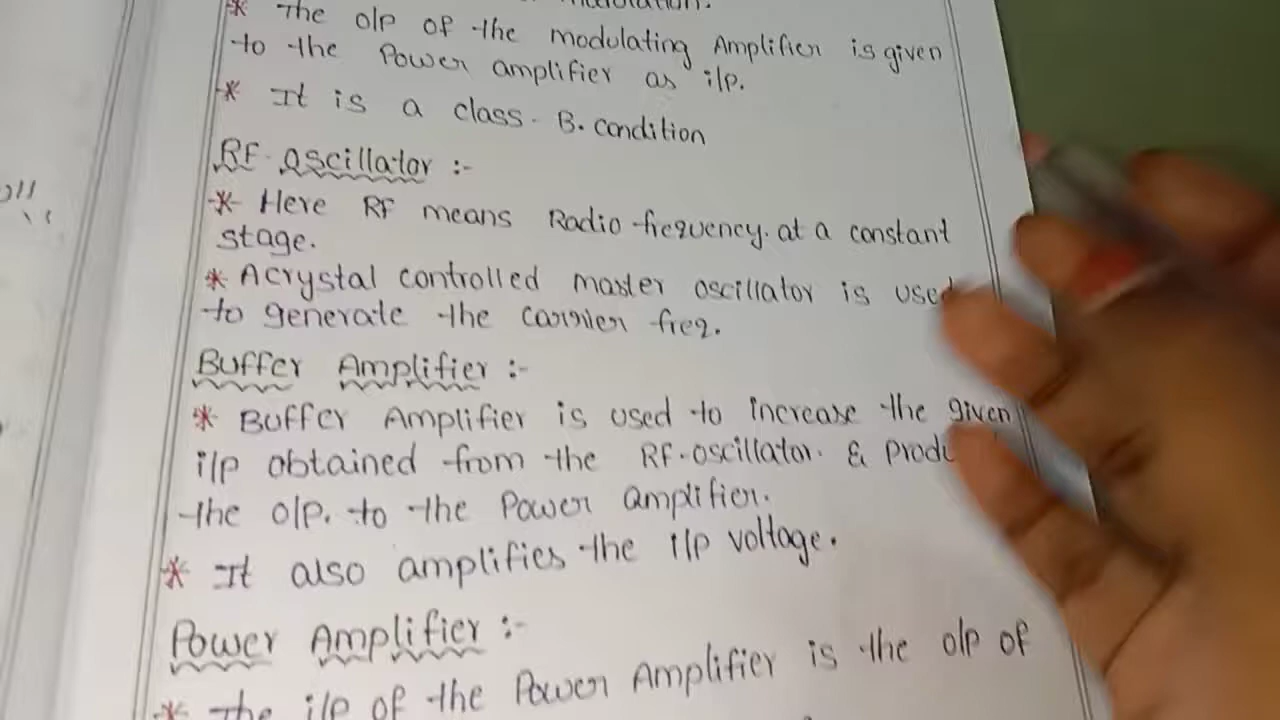 * The o/p of the modulating Amplifier is given
to the Power amplifier as i/p.
* It is a class - B. condition
RF oscillator :-
* Here RF means Radio frequency. at a constant
stage.
* A crystal controlled master oscillator is used
to generate the carrier freq.
Buffer Amplifier :-
* Buffer Amplifier is used to increase the given
i/p obtained from the RF.oscillator. & 
the o/p. to the Power amplifier.
* It also amplifies the i/p voltage.
Power Amplifier :-
* The i/p of the Power Amplifier is the o/p of